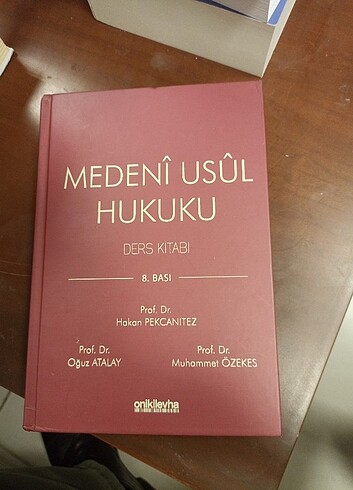 MEDENÎ USÛL
HUKUKU
DERS KİTABI
8. BASI
Prof. Dr.
Hakan PEKCANITEZ
Prof. Dr.
Oğuz ATALAY
Prof. Dr.
Muhammet ÖZEKES
onikilevha